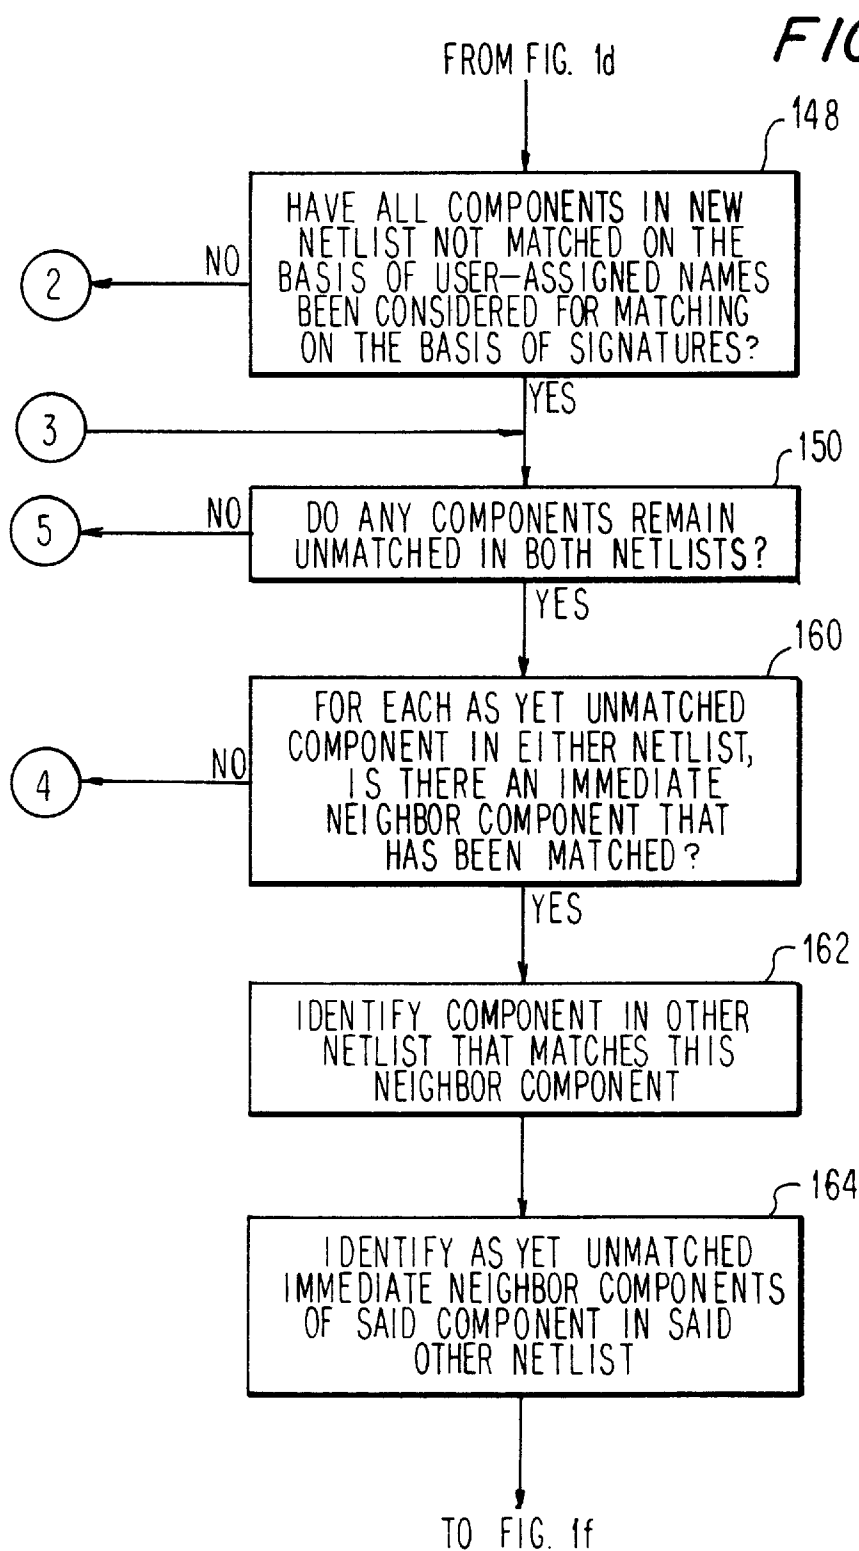 FROM FIG. 1d
148
HAVE ALL COMPONENTS IN NEW
NETLIST NOT MATCHED ON THE
BASIS OF USER-ASSIGNED NAMES
BEEN CONSIDERED FOR MATCHING
ON THE BASIS OF SIGNATURES?
NO
2
YES
3
150
DO ANY COMPONENTS REMAIN
UNMATCHED IN BOTH NETLISTS?
NO
5
YES
160
FOR EACH AS YET UNMATCHED
COMPONENT IN EITHER NETLIST,
IS THERE AN IMMEDIATE
NEIGHBOR COMPONENT THAT
HAS BEEN MATCHED?
NO
4
YES
162
IDENTIFY COMPONENT IN OTHER
NETLIST THAT MATCHES THIS
NEIGHBOR COMPONENT
164
IDENTIFY AS YET UNMATCHED
IMMEDIATE NEIGHBOR COMPONENTS
OF SAID COMPONENT IN SAID
OTHER NETLIST
TO FIG. 1f